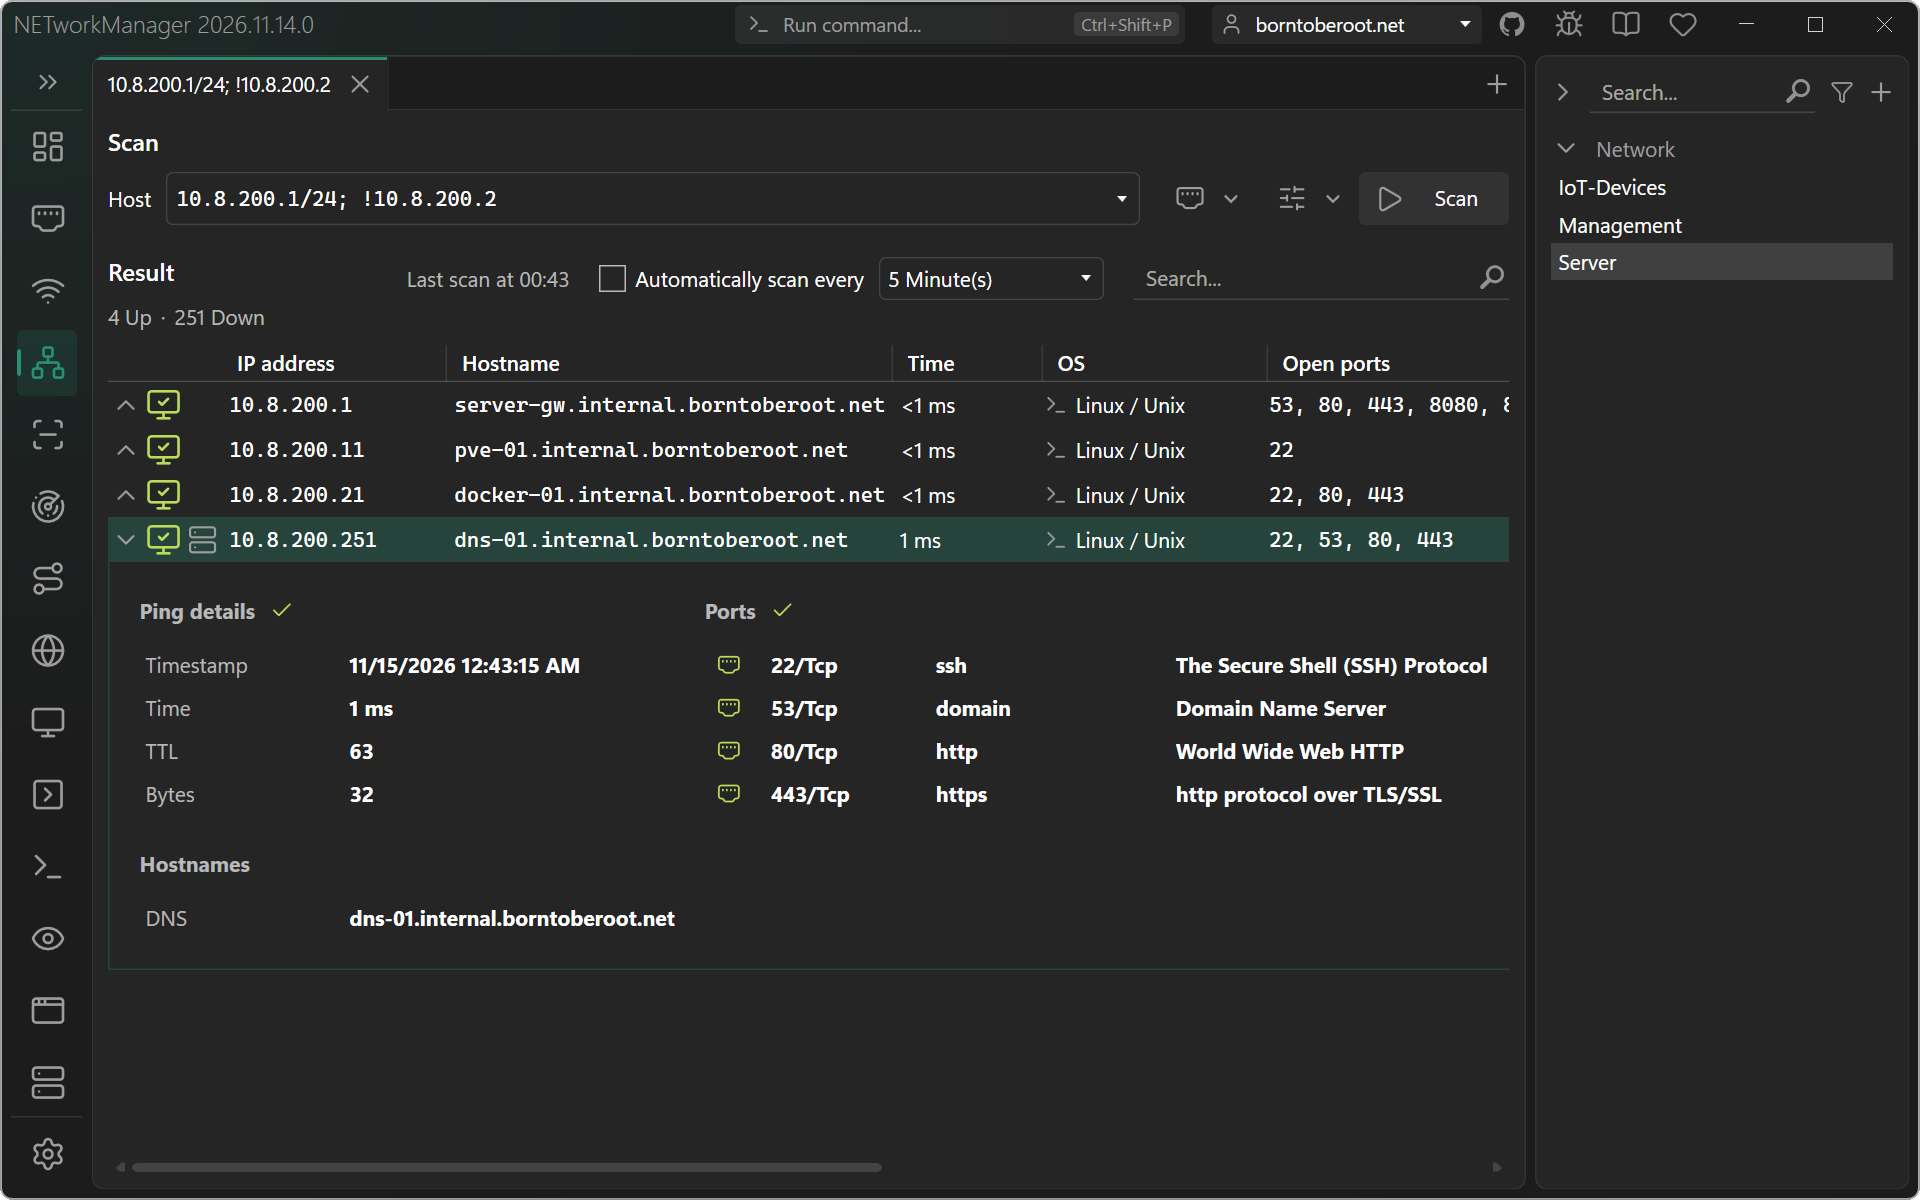 NETworkManager 2026.11.14.0
Run command...
Ctrl+Shift+P
borntoberoot.net
10.8.200.1/24; !10.8.200.2
Scan
Host
10.8.200.1/24; !10.8.200.2
Scan
Result
Last scan at 00:43
Automatically scan every
5 Minute(s)
Search...
4 Up · 251 Down
IP address Hostname Time OS Open ports
10.8.200.1 server-gw.internal.borntoberoot.net <1 ms Linux / Unix 53, 80, 443, 8080,
10.8.200.11 pve-01.internal.borntoberoot.net <1 ms Linux / Unix 22
10.8.200.21 docker-01.internal.borntoberoot.net <1 ms Linux / Unix 22, 80, 443
10.8.200.251 dns-01.internal.borntoberoot.net 1 ms Linux / Unix 22, 53, 80, 443
Ping details
Timestamp 11/15/2026 12:43:15 AM
Time 1 ms
TTL 63
Bytes 32
Ports
22/Tcp ssh The Secure Shell (SSH) Protocol
53/Tcp domain Domain Name Server
80/Tcp http World Wide Web HTTP
443/Tcp https http protocol over TLS/SSL
Hostnames
DNS dns-01.internal.borntoberoot.net
Search...
Network
IoT-Devices
Management
Server